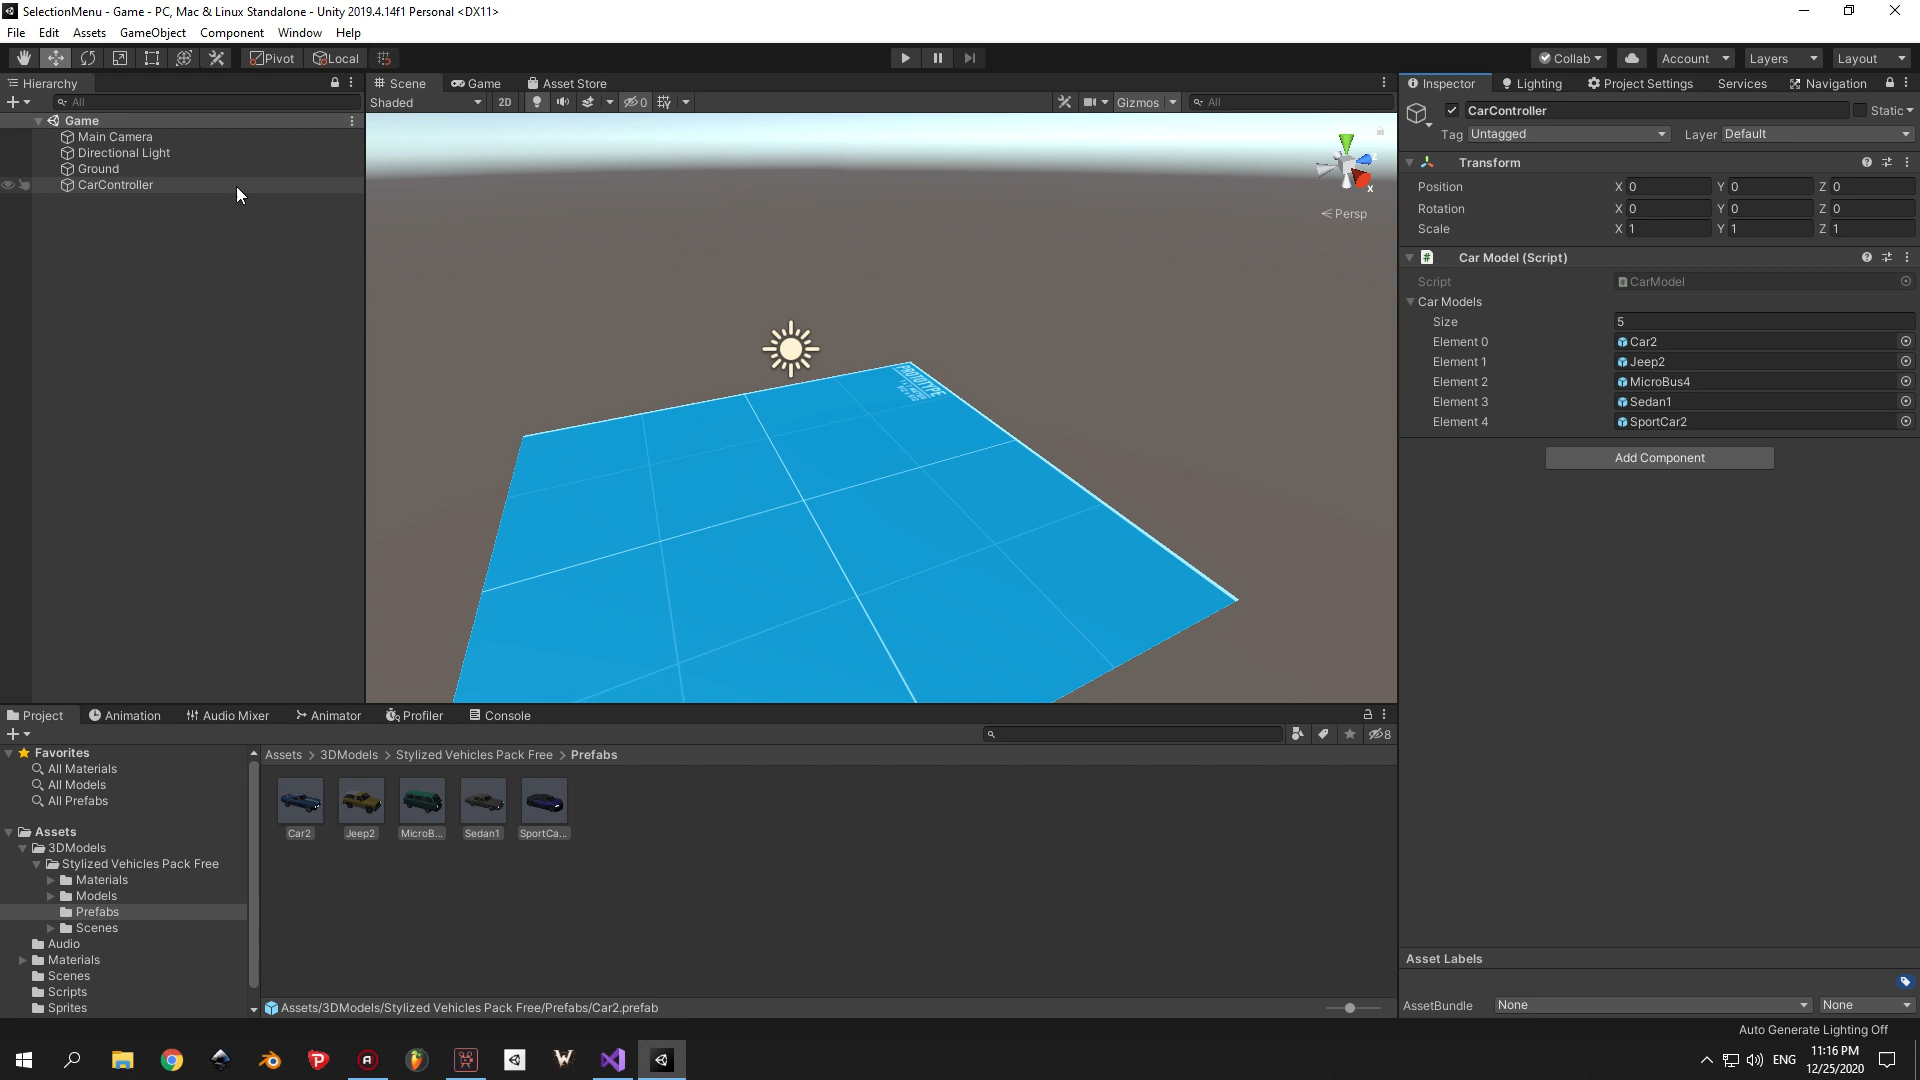 SelectionMenu - Game - PC, Mac & Linux Standalone - Unity 2019.4.14f1 Personal <DX11>
File Edit Assets GameObject Component Window Help
Pivot Local Collab Account Layers Layout
Hierarchy
All
Game
Main Camera
Directional Light
Ground
CarController
Scene Game Asset Store
Shaded 2D 0 Gizmos All
Y
z
x
Persp
PROTOTYPE
Inspector Lighting Project Settings Services Navigation
CarController Static
Tag Untagged Layer Default
Transform
Position X 0 Y 0 Z 0
Rotation X 0 Y 0 Z 0
Scale X 1 Y 1 Z 1
# Car Model (Script)
Script CarModel
Car Models
Size 5
Element 0 Car2
Element 1 Jeep2
Element 2 MicroBus4
Element 3 Sedan1
Element 4 SportCar2
Add Component
Project Animation Audio Mixer Animator Profiler Console
8
Favorites
All Materials
All Models
All Prefabs
Assets
3DModels
Stylized Vehicles Pack Free
Materials
Models
Prefabs
Scenes
Audio
Materials
Scenes
Scripts
Sprites
Assets > 3DModels > Stylized Vehicles Pack Free > Prefabs
Car2 Jeep2 MicroB... Sedan1 SportCa...
Assets/3DModels/Stylized Vehicles Pack Free/Prefabs/Car2.prefab
Asset Labels
AssetBundle None None
Auto Generate Lighting Off
W
ENG
11:16 PM
12/25/2020